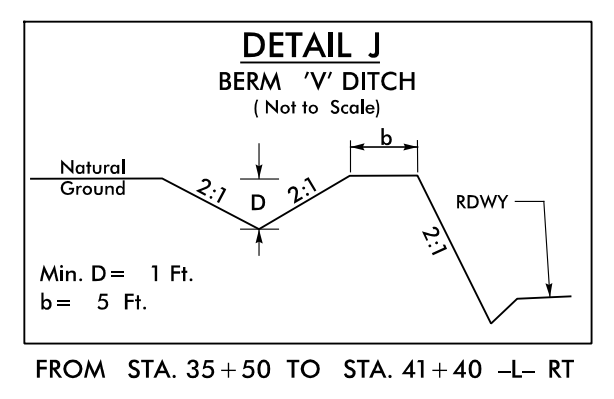 DETAIL J
BERM 'V' DITCH
( Not to Scale)
b
Natural
Ground
2:1
D
2:1
2:1
RDWY
Min. D= 1 Ft.
b= 5 Ft.
FROM STA. 35+50 TO STA. 41+40 -L- RT